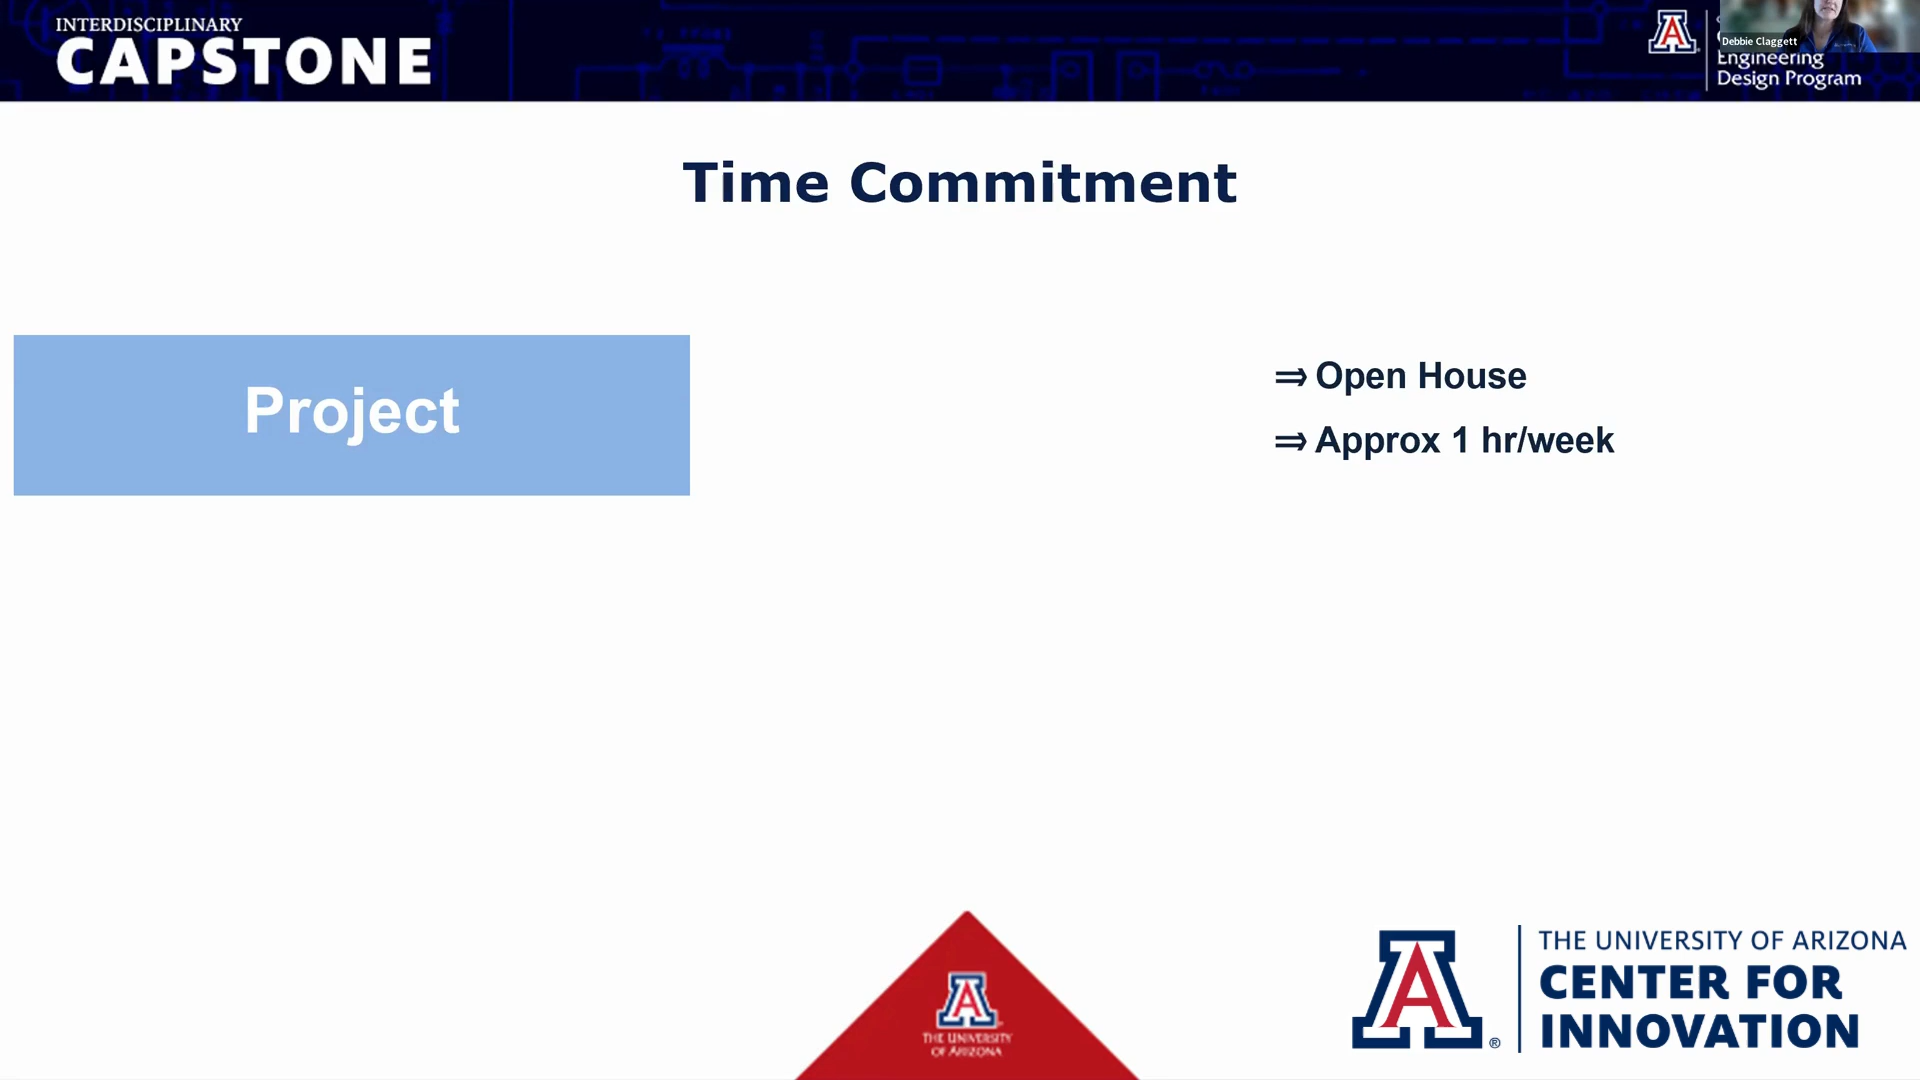 INTERDISCIPLINARY
CAPSTONE
Debbie Claggett
Engineering
Design Program
Time Commitment
Project
⇒ Open House
⇒ Approx 1 hr/week
THE UNIVERSITY
OF ARIZONA
THE UNIVERSITY OF ARIZONA
CENTER FOR
INNOVATION